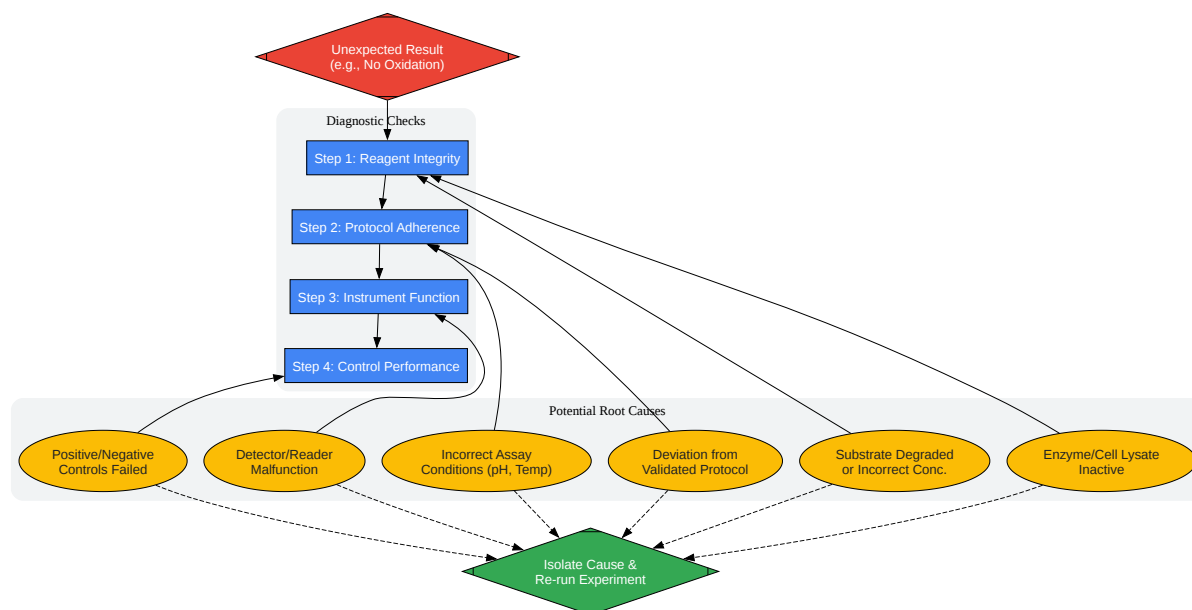 Unexpected Result
(e.g., No Oxidation)
Diagnostic Checks
Step 1: Reagent Integrity
Step 2: Protocol Adherence
Step 3: Instrument Function
Step 4: Control Performance
Potential Root Causes
Positive/Negative
Controls Failed
Detector/Reader
Malfunction
Incorrect Assay
Conditions (pH, Temp)
Deviation from
Validated Protocol
Substrate Degraded
or Incorrect Conc.
Enzyme/Cell Lysate
Inactive
Isolate Cause &
Re-run Experiment